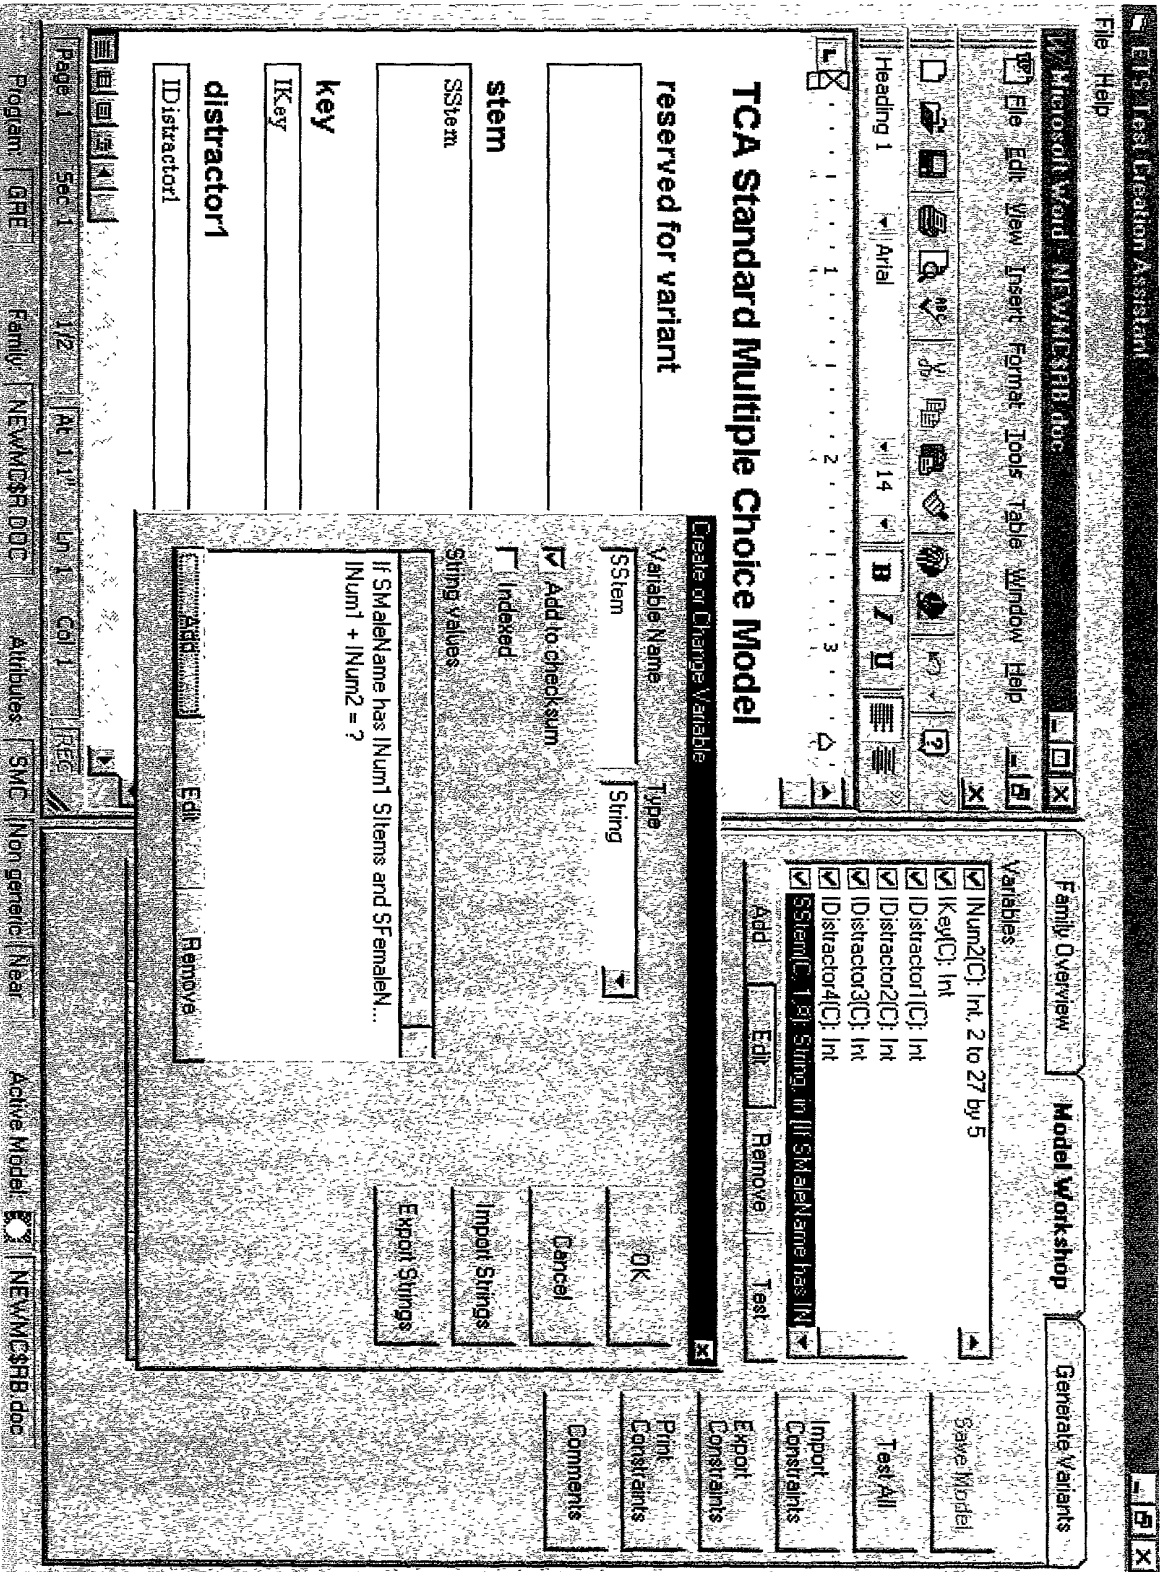 ETS Test Creation Assistant
File Help
Microsoft Word - NEWMC$RB.doc
File Edit View Insert Format Tools Table Window Help
Heading 1 Arial 14 B I U
1 2 3
TCA Standard Multiple Choice Model
reserved for variant
stem
SStem
key
IKey
distractor1
IDistractor1
Page 1 Sec 1 1/2 At 1.1" Ln 1 Col 1 REC
Family Overview Model Workshop Generate Variants
Variables
INum2(C): Int, 2 to 27 by 5
IKey(C): Int
IDistractor1(C): Int
IDistractor2(C): Int
IDistractor3(C): Int
IDistractor4(C): Int
SStem(C, 1.9): String, in [If SMaleName has IN
Add Edit Remove Test
Save Model
Test All
Import Constraints
Export Constraints
Print Constraints
Comments
Create or Change Variable
Variable Name Type
SStem String
Add to checksum
Indexed
String values
If SMaleName has INum1 SItems and SFemaleN...
INum1 + INum2 = ?
Add Edit Remove
OK
Cancel
Import Strings
Export Strings
Program: GRE Family: NEWMC$R.DOC Attributes: SMC Non generic Near Active Model: NEWMC$RB.doc